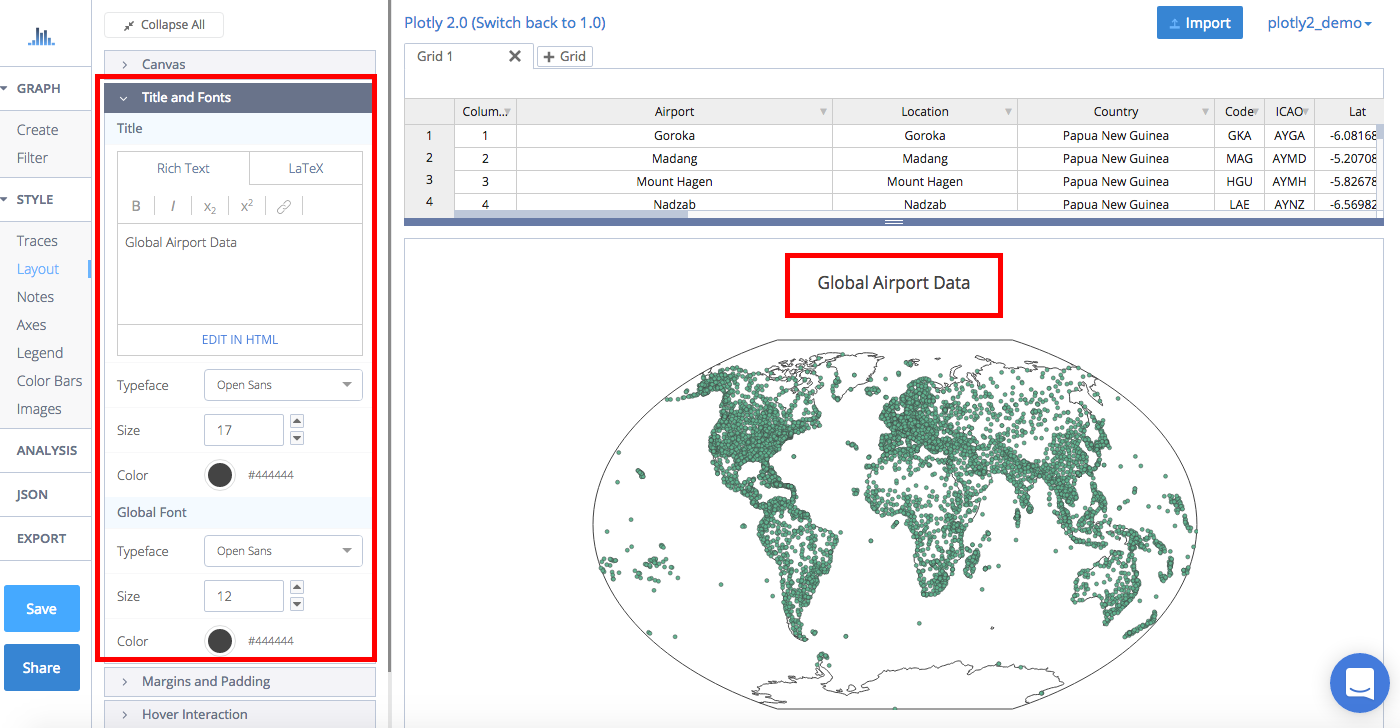 GRAPH
Create
Filter
STYLE
Traces
Layout
Notes
Axes
Legend
Color Bars
Images
ANALYSIS
JSON
EXPORT
Save
Share
Collapse All
Canvas
Title and Fonts
Title
Rich Text LaTeX
B I x₂ x²
Global Airport Data
EDIT IN HTML
Typeface Open Sans
Size 17
Color #444444
Global Font
Typeface Open Sans
Size 12
Color #444444
Margins and Padding
Hover Interaction
Plotly 2.0 (Switch back to 1.0)
Import
plotly2_demo
Grid 1
+ Grid
Colum... Airport Location Country Code ICAO Lat
1 1 Goroka Goroka Papua New Guinea GKA AYGA -6.08168
2 2 Madang Madang Papua New Guinea MAG AYMD -5.20708
3 3 Mount Hagen Mount Hagen Papua New Guinea HGU AYMH -5.82678
4 4 Nadzab Nadzab Papua New Guinea LAE AYNZ -6.56982
Global Airport Data